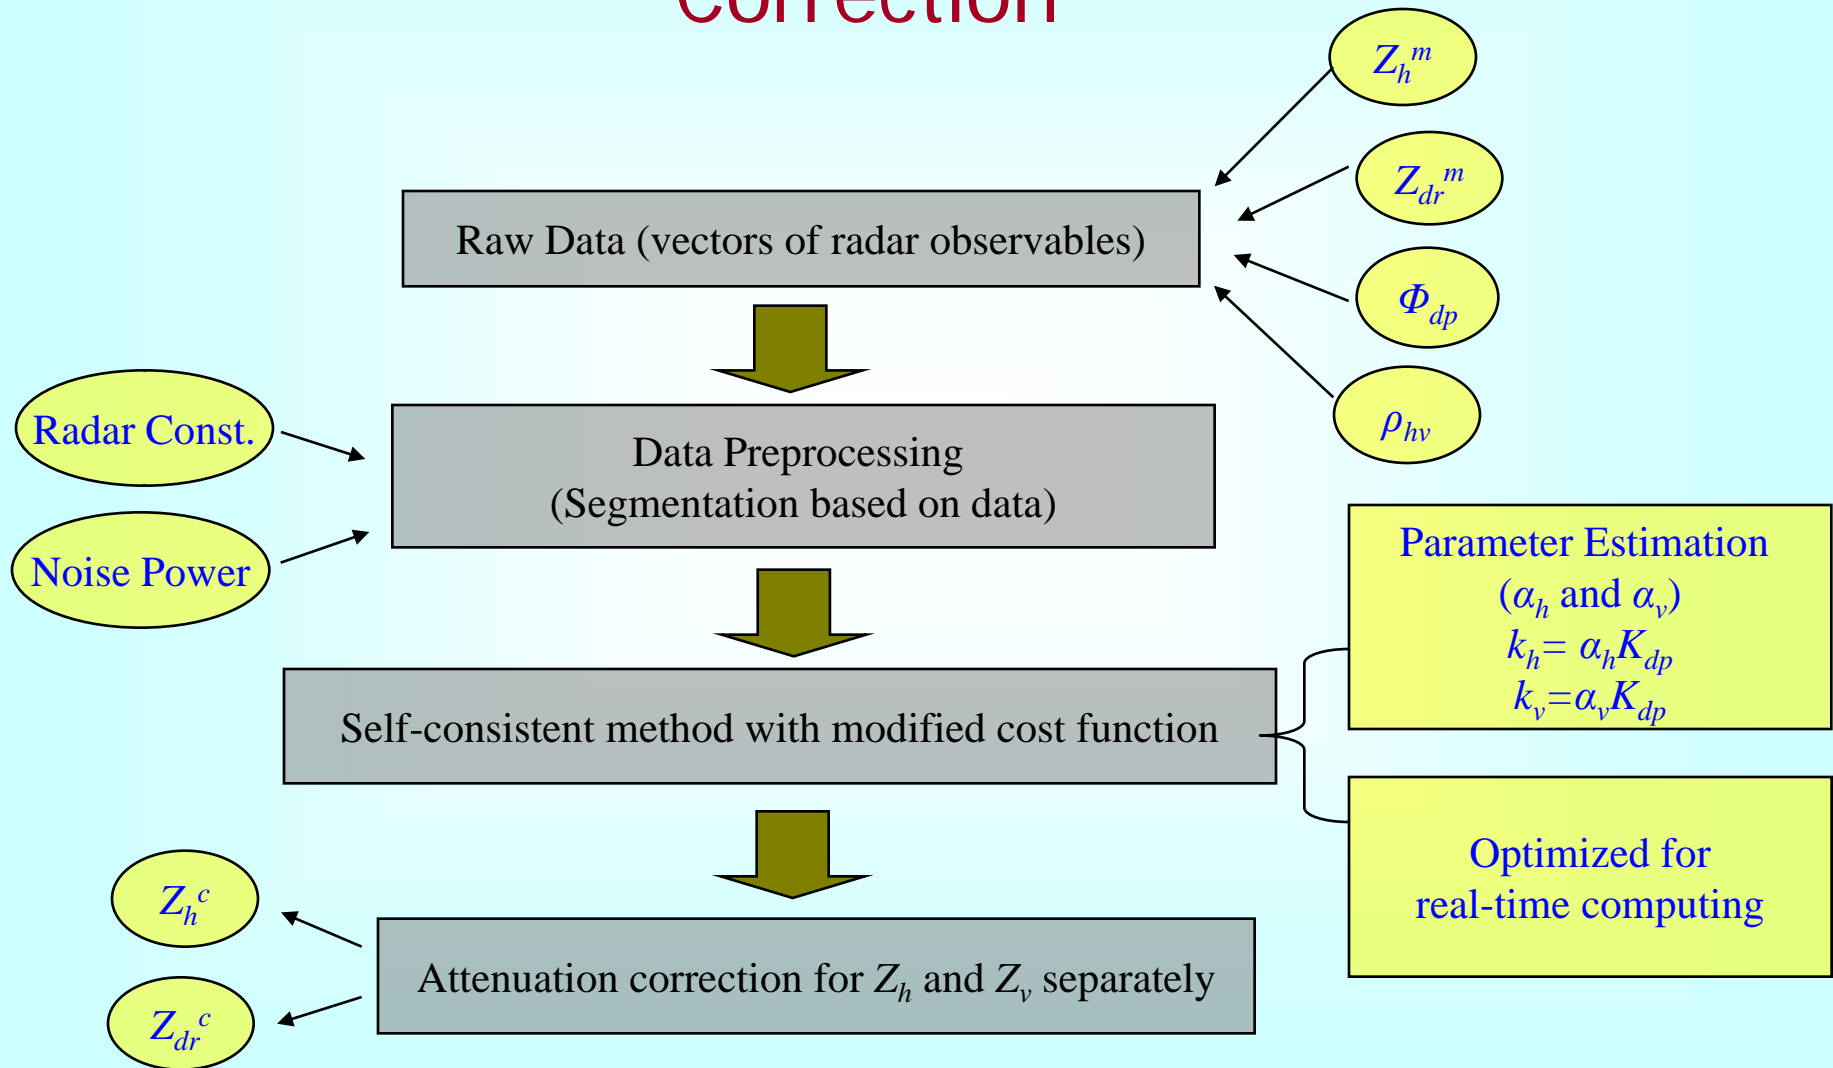 Correction
Z_h^m
Z_dr^m
Raw Data (vectors of radar observables)
Φ_dp
ρ_hv
Radar Const.
Data Preprocessing
(Segmentation based on data)
Noise Power
Parameter Estimation
(α_h and α_v)
k_h= α_hK_dp
k_v=α_vK_dp
Self-consistent method with modified cost function
Optimized for
real-time computing
Z_h^c
Attenuation correction for Z_h and Z_v separately
Z_dr^c